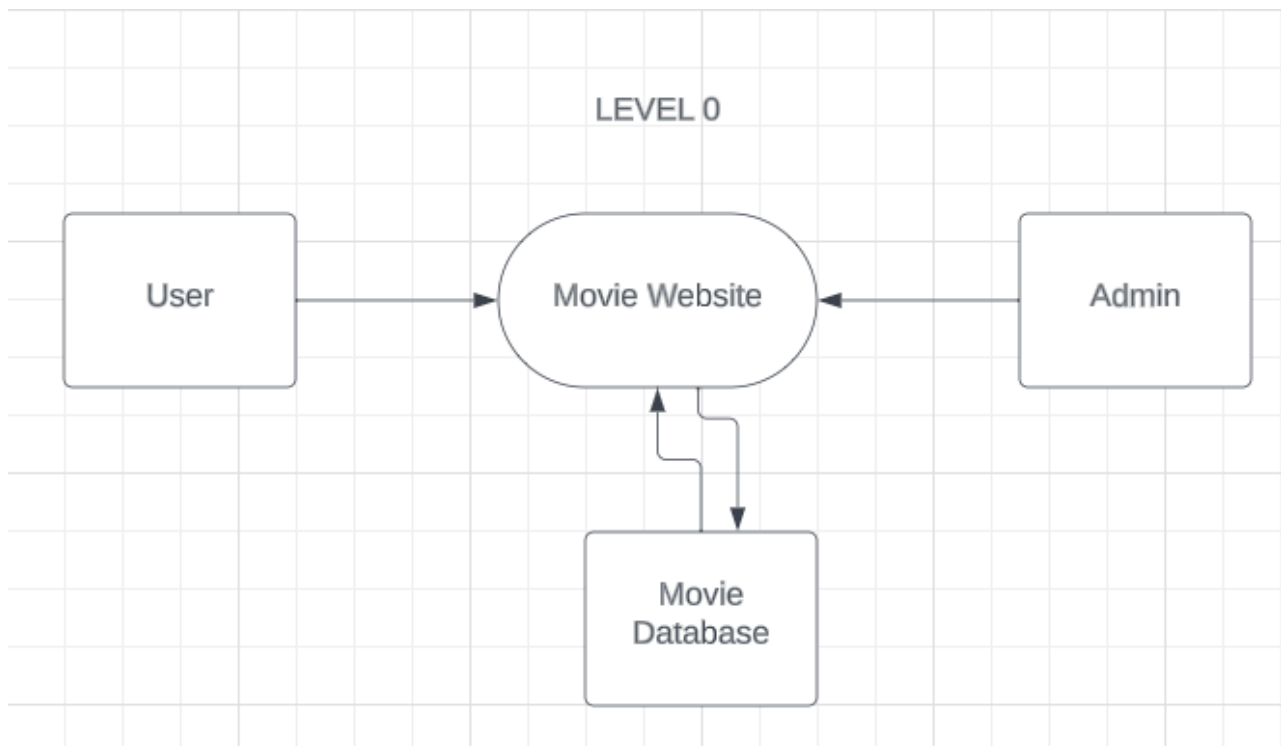 LEVEL 0
User
Movie Website
Admin
Movie
Database